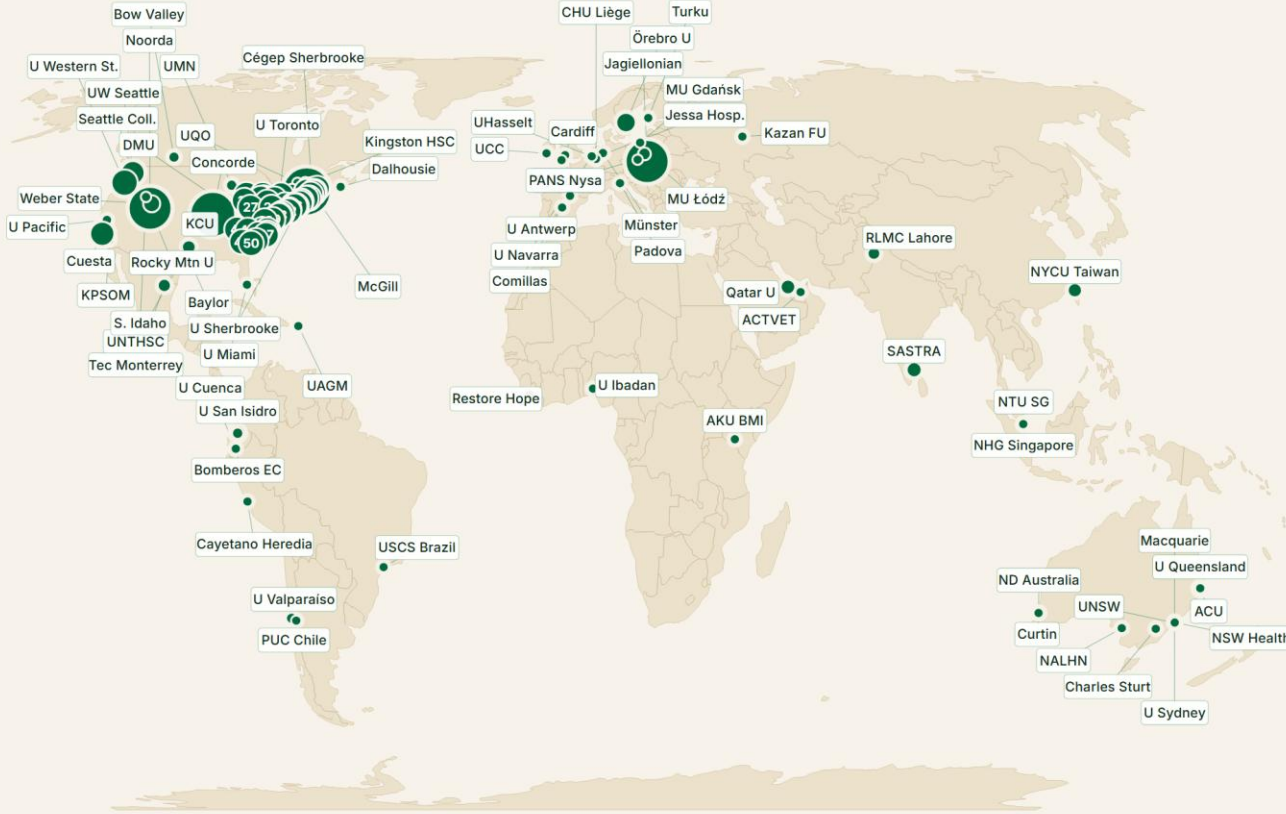 Bow Valley
CHU Liège
Turku
Noorda
Örebro U
U Western St.
UMN
Cégep Sherbrooke
Jagiellonian
UW Seattle
MU Gdańsk
Seattle Coll.
UQO
U Toronto
UHasselt
Cardiff
Jessa Hosp.
Kazan FU
DMU
Kingston HSC
UCC
Concorde
Dalhousie
PANS Nysa
Weber State
MU Łódź
27
U Pacific
KCU
U Antwerp
Münster
50
7
RLMC Lahore
Cuesta
Rocky Mtn U
U Navarra
Padova
NYCU Taiwan
KPSOM
Baylor
McGill
Comillas
Qatar U
S. Idaho
U Sherbrooke
ACTVET
UNTHSC
U Miami
SASTRA
Tec Monterrey
U Cuenca
UAGM
Restore Hope
U Ibadan
NTU SG
U San Isidro
AKU BMI
NHG Singapore
Bomberos EC
Cayetano Heredia
USCS Brazil
Macquarie
U Queensland
ND Australia
U Valparaíso
UNSW
ACU
PUC Chile
Curtin
NSW Health
NALHN
Charles Sturt
U Sydney